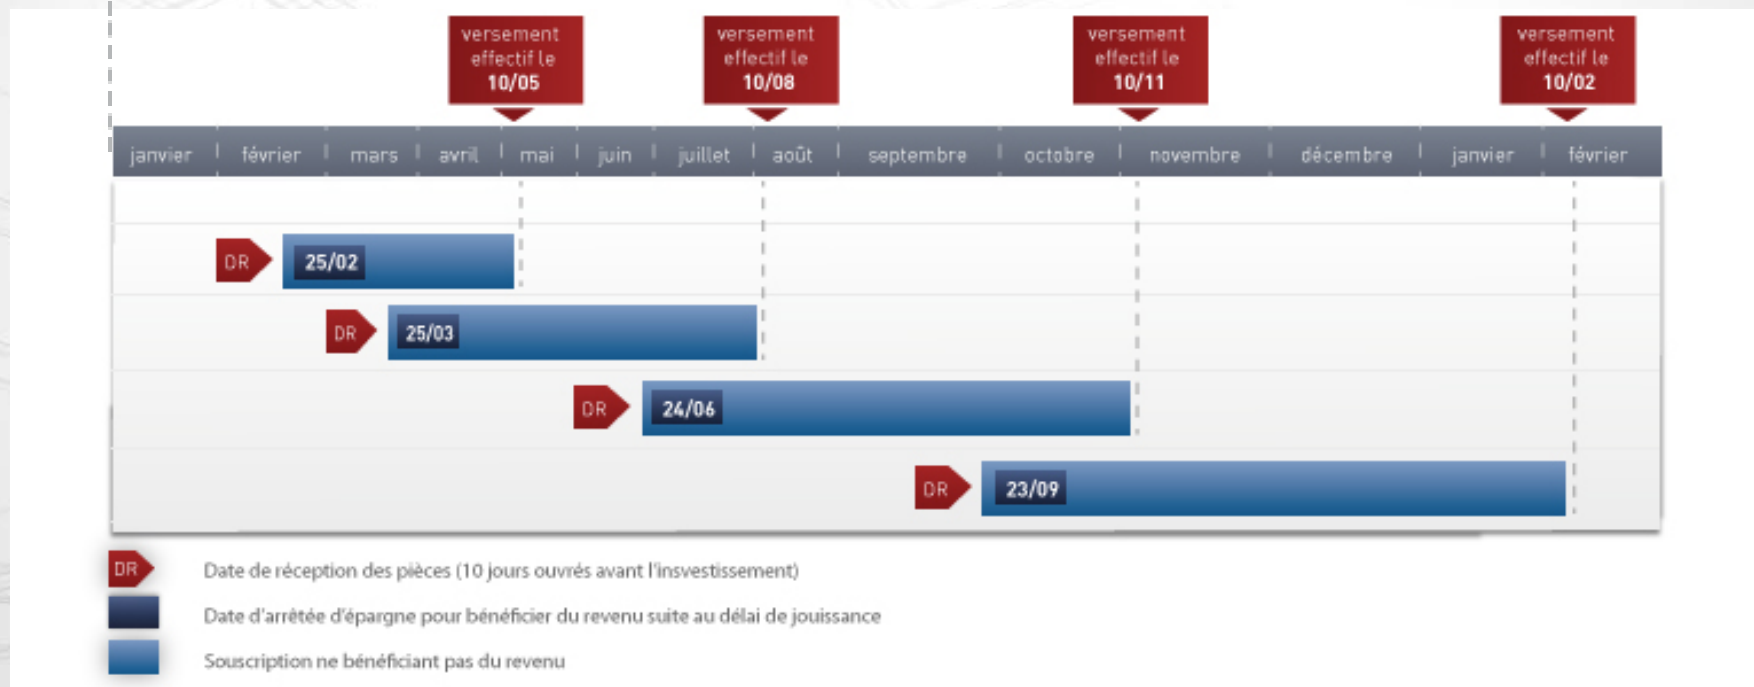 versement
effectif le
10/05
versement
effectif le
10/08
versement
effectif le
10/11
versement
effectif le
10/02
janvier février mars avril mai juin juillet août septembre octobre novembre décembre janvier février
DR 25/02
DR 25/03
DR 24/06
DR 23/09
DR Date de réception des pièces (10 jours ouvrés avant l'insvestissement)
Date d'arrêtée d'épargne pour bénéficier du revenu suite au délai de jouissance
Souscription ne bénéficiant pas du revenu